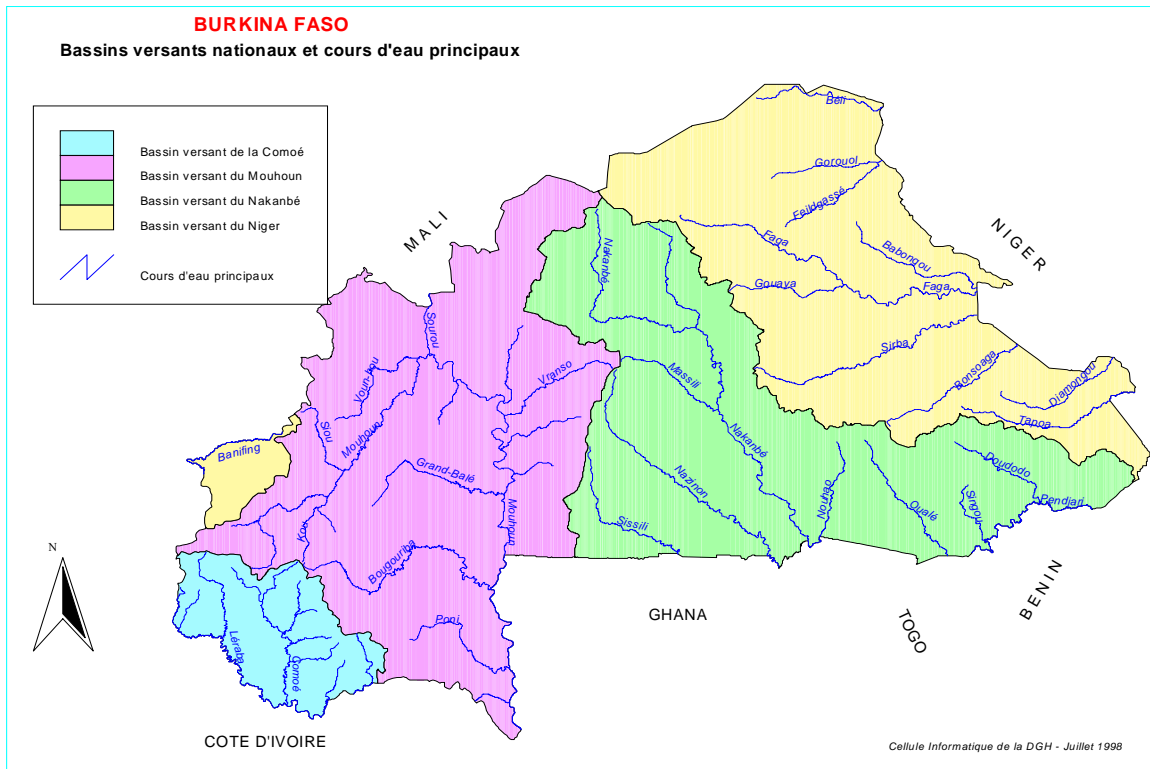 BURKINA FASO
Bassins versants nationaux et cours d'eau principaux
Bassin versant de la Comoé
Bassin versant du Mouhoun
Bassin versant du Nakanbé
Bassin versant du Niger
Cours d'eau principaux
MALI
NIGER
Béli
Gorouol
Feildgassé
Faga
Babongou
Gouaya
Faga
Nakanbé
Sourou
Sirba
Bonsoaga
Diamongou
Tapoa
Vranso
Massili
Voun-hou
Siou
Mouhoun
Banifing
Nakanbé
Grand-Balé
Nazinon
Doudodo
Pendjari
Singou
Oualé
Nouhao
Mouhoun
Kou
Sissili
Bougouriba
N
Poni
Léraba
Comoé
GHANA
TOGO
BENIN
COTE D'IVOIRE
Cellule Informatique de la DGH - Juillet 1998